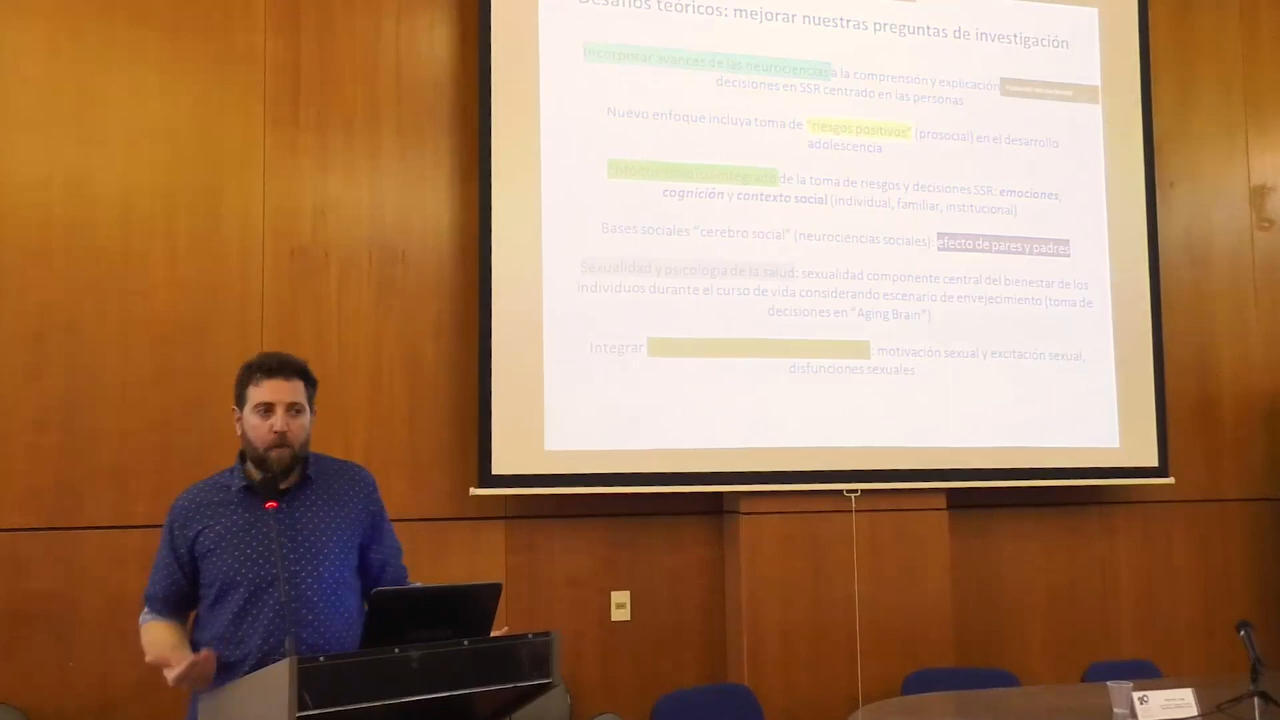 Desafíos teóricos: mejorar nuestras preguntas de investigación
Incorporar avances de las neurociencias a la comprensión y explicación
decisiones en SSR centrado en las personas
Nuevo enfoque incluya toma de "riesgos positivos" (prosocial) en el desarrollo
adolescencia
de la toma de riesgos y decisiones SSR: emociones,
cognición y contexto social (individual, familiar, institucional)
Bases sociales "cerebro social" (neurociencias sociales): efecto de pares y padres
Sexualidad y psicología de la salud: sexualidad componente central del bienestar de los
individuos durante el curso de vida considerando escenario de envejecimiento (toma de
decisiones en "Aging Brain")
Integrar : motivación sexual y excitación sexual,
disfunciones sexuales